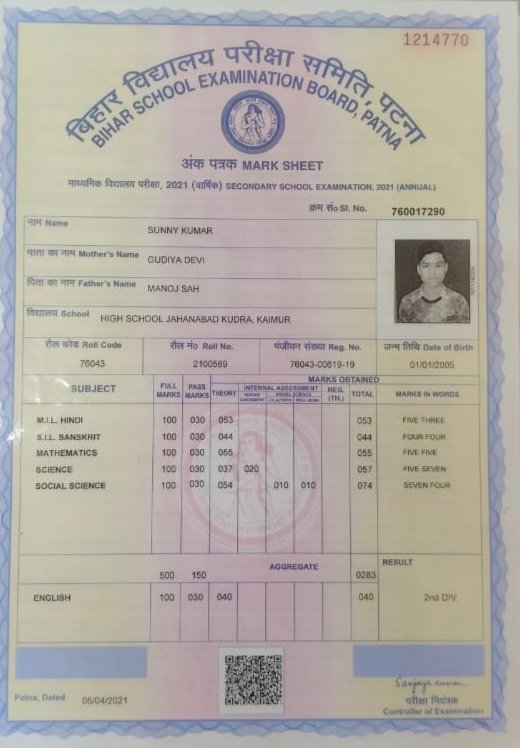 1214770
बिहार विद्यालय परीक्षा समिति, पटना
BIHAR SCHOOL EXAMINATION BOARD, PATNA
अंक पत्रक MARK SHEET
माध्यमिक विद्यालय परीक्षा, 2021 (वार्षिक) SECONDARY SCHOOL EXAMINATION, 2021 (ANNUAL)
क्रम सं० Sl. No. 760017290
नाम Name SUNNY KUMAR
माता का नाम Mother's Name GUDIYA DEVI
पिता का नाम Father's Name MANOJ SAH
विद्यालय School HIGH SCHOOL JAHANABAD KUDRA, KAIMUR
रौल कोड Roll Code रौल नं० Roll No. पंजीयन संख्या Reg. No. जन्म तिथि Date of Birth
76043 2100569 76043-00619-19 01/01/2005
SUBJECT FULL MARKS PASS MARKS MARKS OBTAINED
THEORY INTERNAL ASSESSMENT REG. (TH.) TOTAL MARKS IN WORDS
M.I.L. HINDI 100 030 053 053 FIVE THREE
S.I.L. SANSKRIT 100 030 044 044 FOUR FOUR
MATHEMATICS 100 030 055 055 FIVE FIVE
SCIENCE 100 030 037 020 057 FIVE SEVEN
SOCIAL SCIENCE 100 030 054 010 010 074 SEVEN FOUR
500 150 AGGREGATE 0283 RESULT
ENGLISH 100 030 040 040 2nd DIV.
Patna, Dated 05/04/2021
Sanjay Kumar
परीक्षा नियंत्रक
Controller of Examination